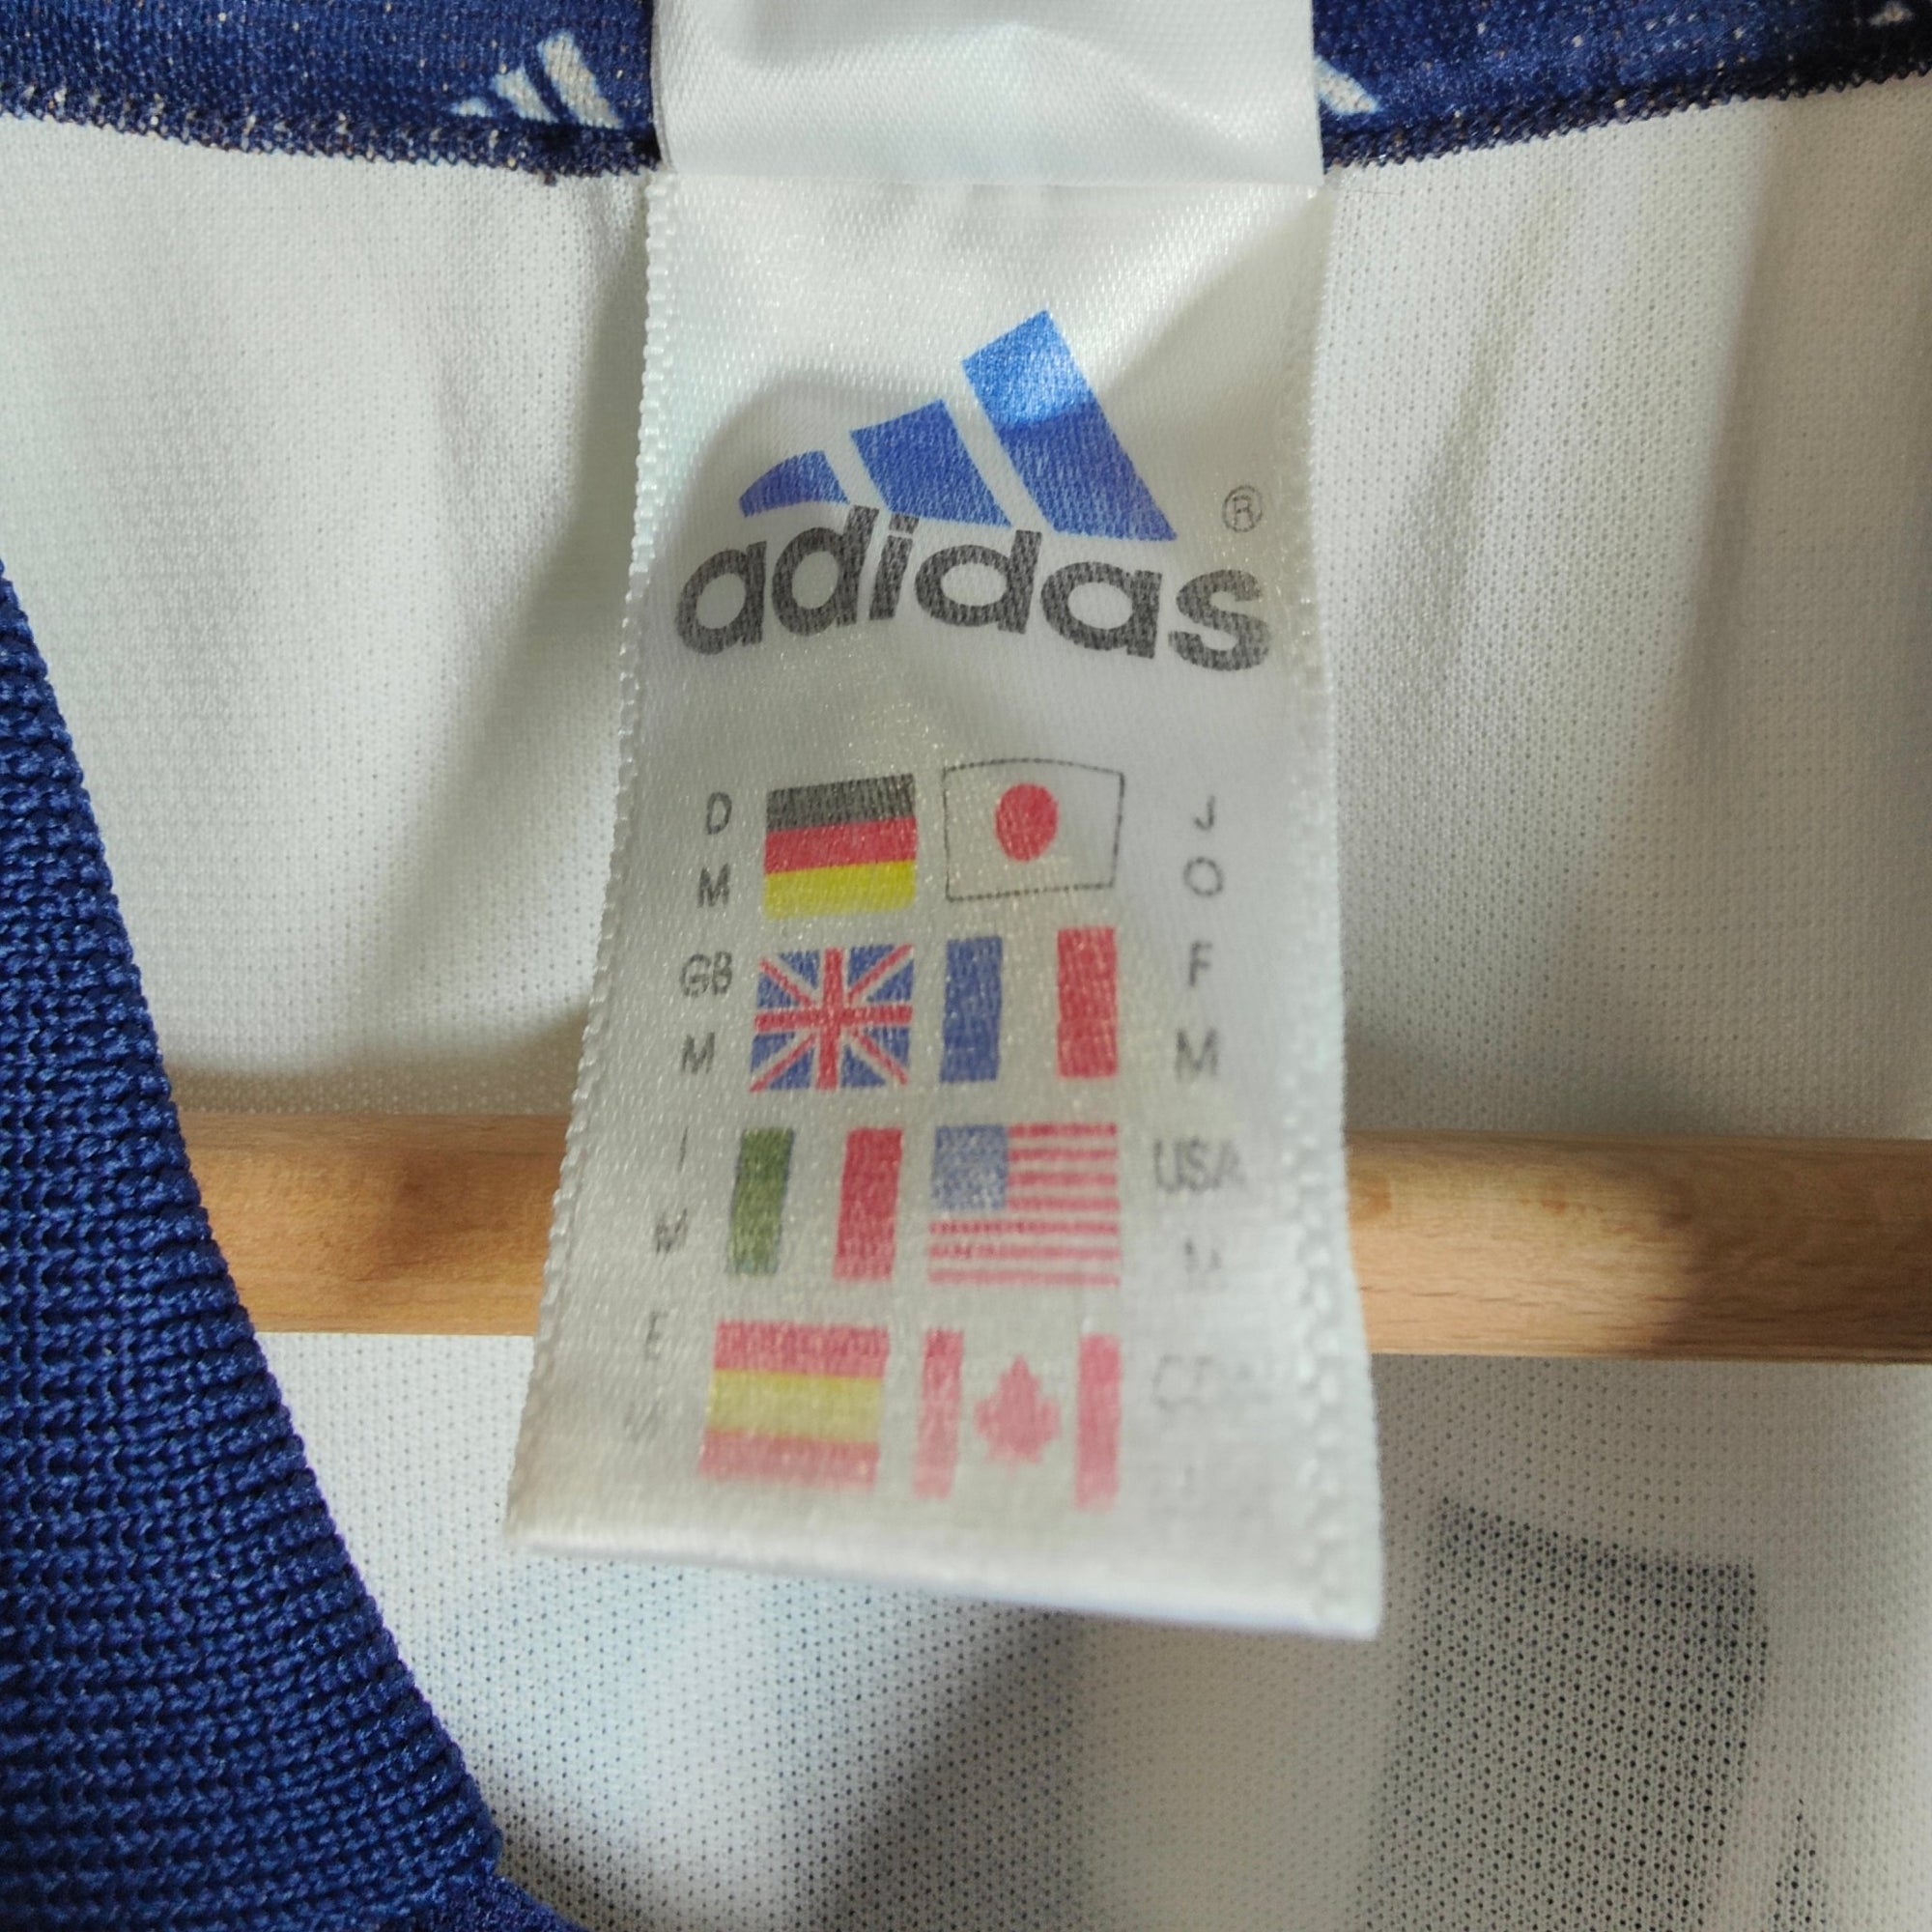 adidas ®
D J
M O
GB F
M M
I USA
M
E